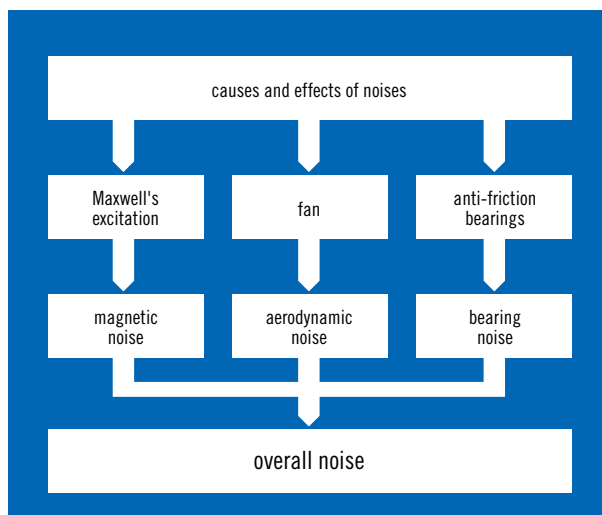 causes and effects of noises
Maxwell's
excitation
fan
anti-friction
bearings
magnetic
noise
aerodynamic
noise
bearing
noise
overall noise